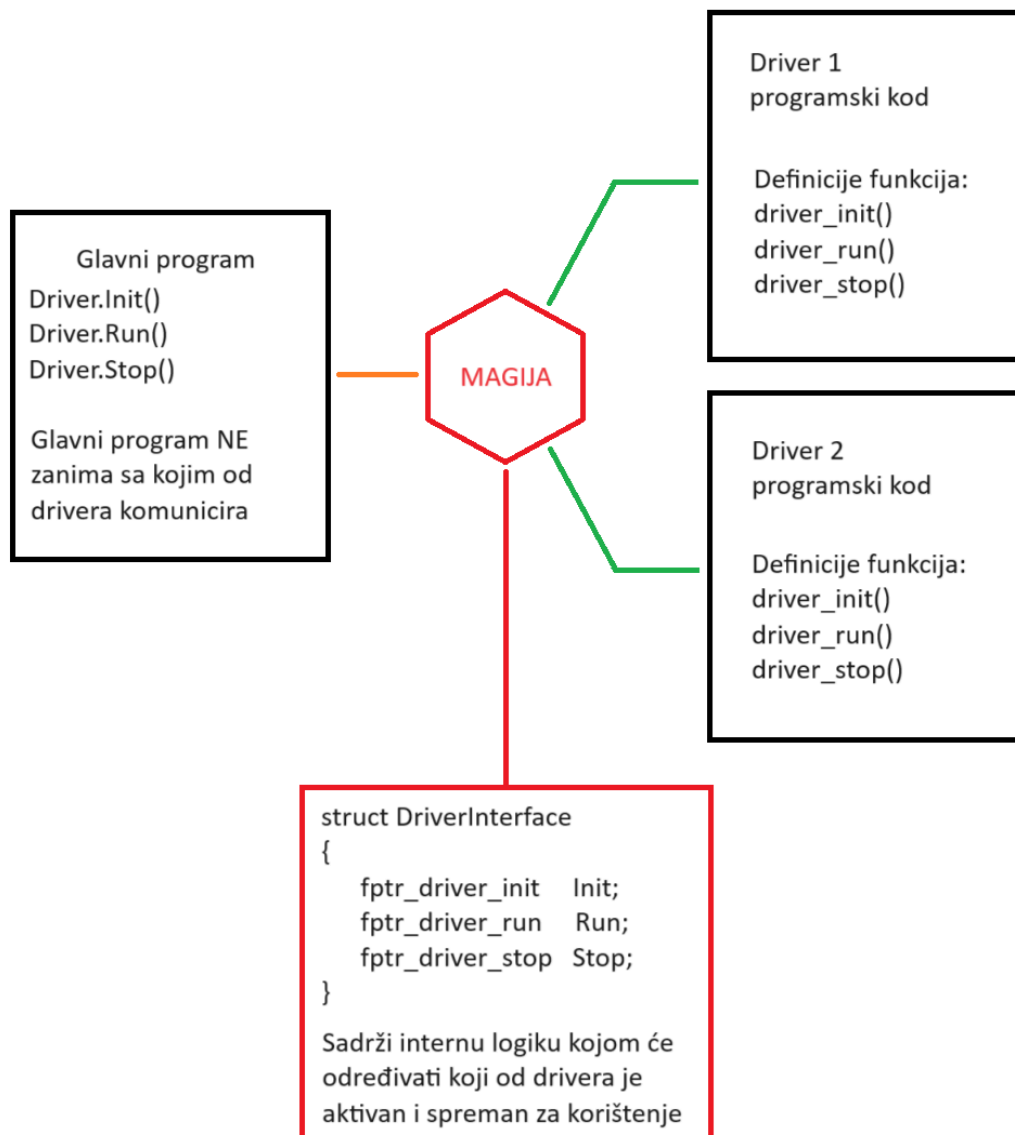 Glavni program
Driver.Init()
Driver.Run()
Driver.Stop()
Glavni program NE
zanima sa kojim od
drivera komunicira
MAGIJA
Driver 1
programski kod
Definicije funkcija:
driver_init()
driver_run()
driver_stop()
Driver 2
programski kod
Definicije funkcija:
driver_init()
driver_run()
driver_stop()
struct DriverInterface
{
fptr_driver_init Init;
fptr_driver_run Run;
fptr_driver_stop Stop;
}
Sadrži internu logiku kojom će
određivati koji od drivera je
aktivan i spreman za korištenje